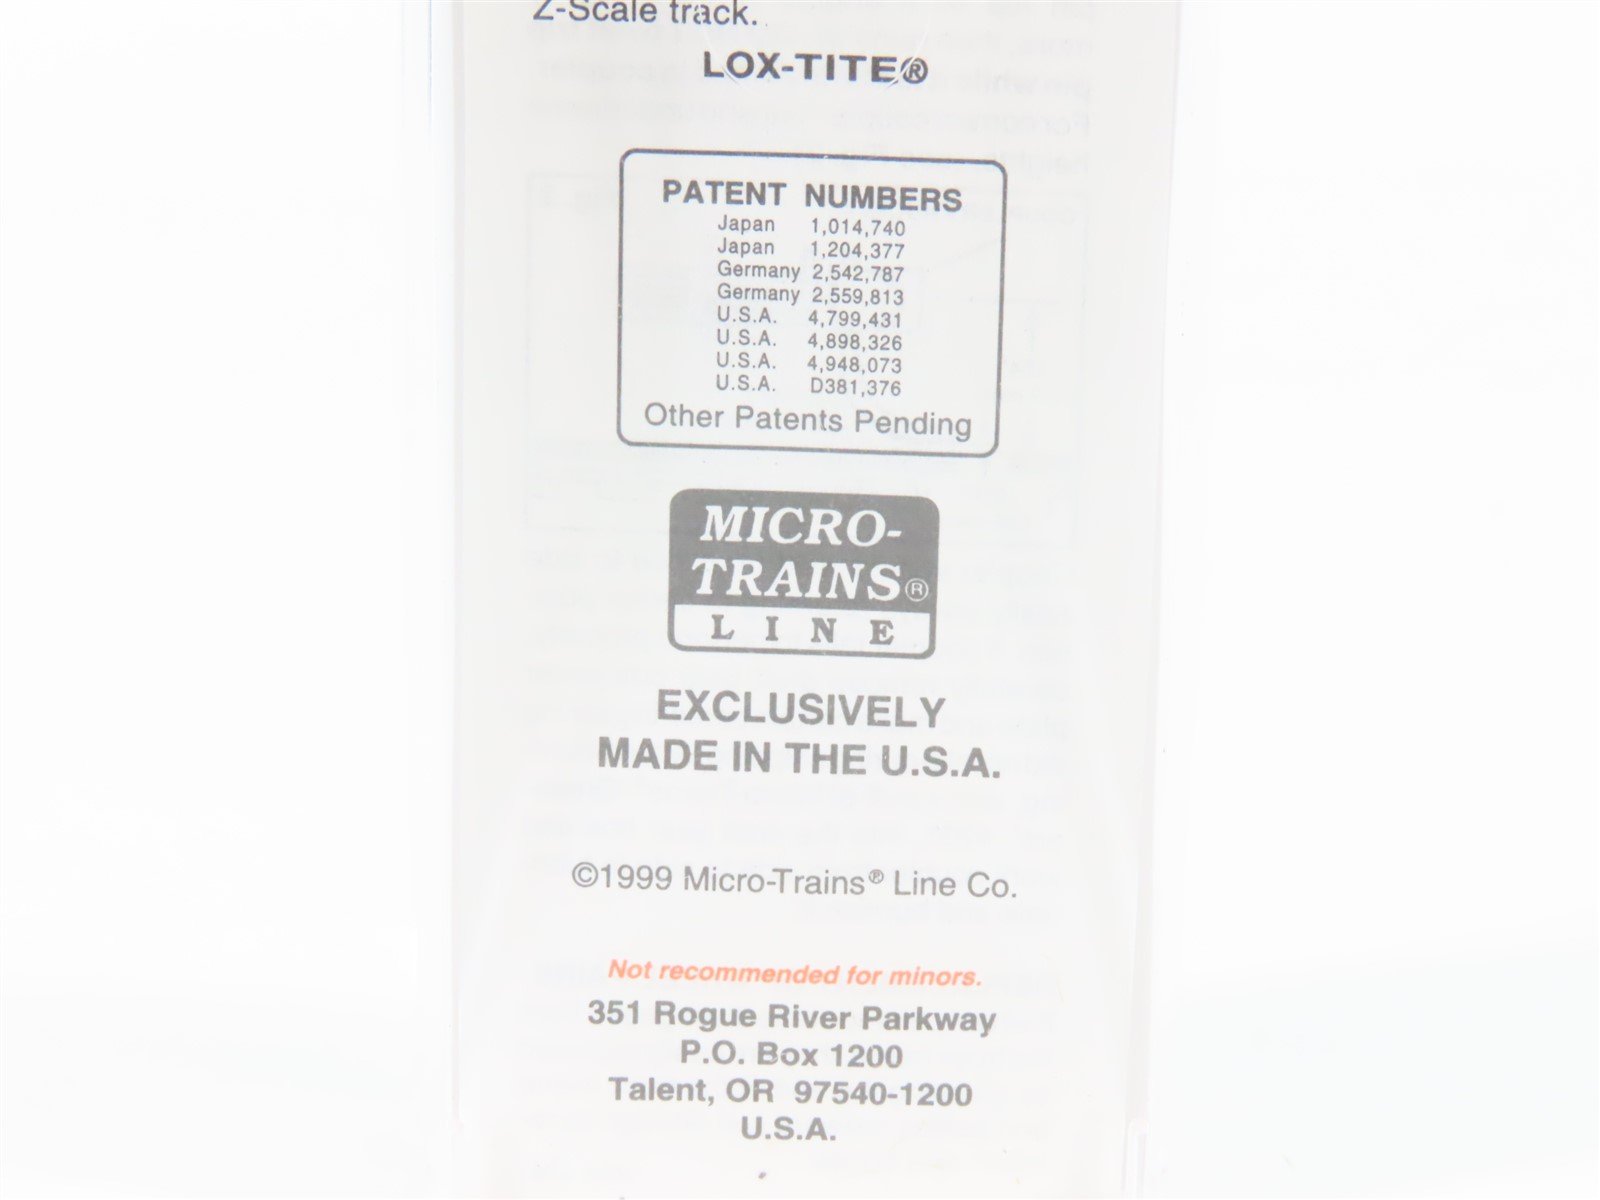 Z-Scale track.
LOX-TITE®
PATENT NUMBERS
Japan 1,014,740
Japan 1,204,377
Germany 2,542,787
Germany 2,559,813
U.S.A. 4,799,431
U.S.A. 4,898,326
U.S.A. 4,948,073
U.S.A. D381,376
Other Patents Pending
MICRO-
TRAINS®
LINE
EXCLUSIVELY
MADE IN THE U.S.A.
©1999 Micro-Trains® Line Co.
Not recommended for minors.
351 Rogue River Parkway
P.O. Box 1200
Talent, OR 97540-1200
U.S.A.